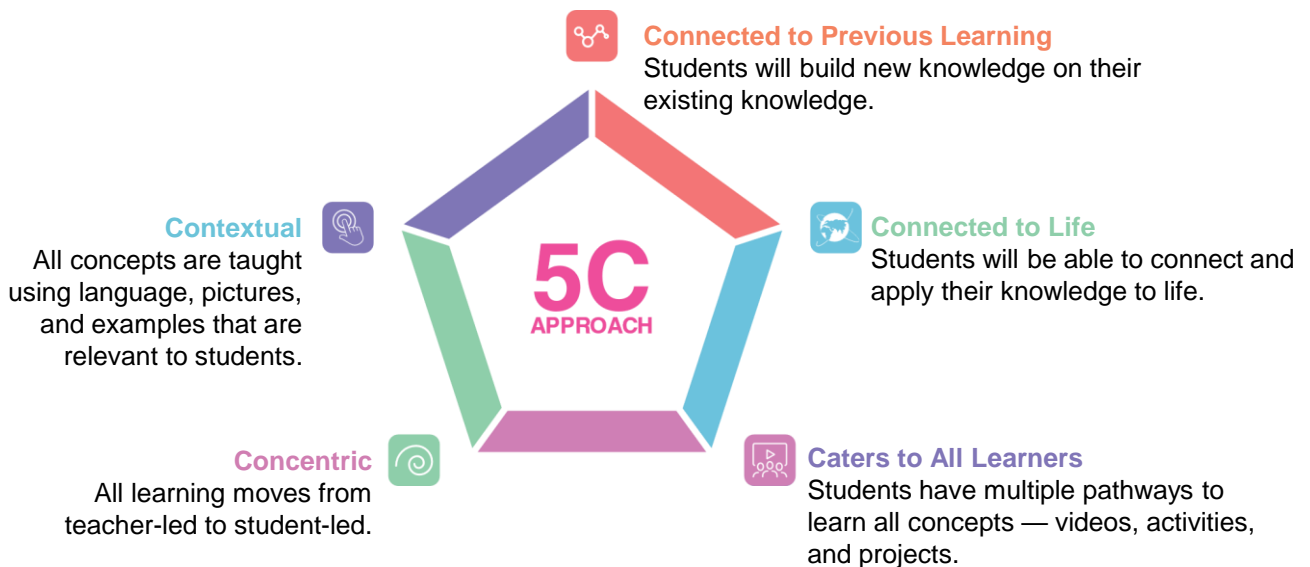 Connected to Previous Learning
Students will build new knowledge on their
existing knowledge.
Contextual
All concepts are taught
using language, pictures,
and examples that are
relevant to students.
5C
APPROACH
Connected to Life
Students will be able to connect and
apply their knowledge to life.
Concentric
All learning moves from
teacher-led to student-led.
Caters to All Learners
Students have multiple pathways to
learn all concepts — videos, activities,
and projects.